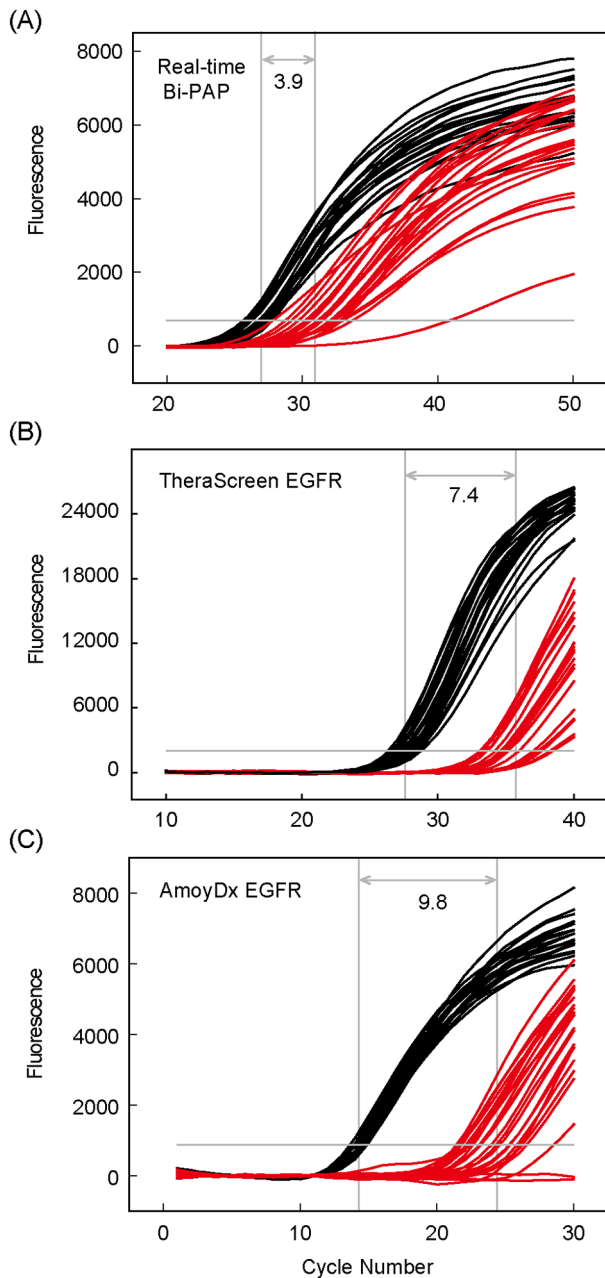 (A)
8000
6000
4000
2000
0
Fluorescence
Real-time
Bi-PAP
3.9
20
30
40
50
(B)
24000
18000
12000
6000
0
Fluorescence
TheraScreen EGFR
7.4
10
20
30
40
(C)
8000
6000
4000
2000
0
Fluorescence
AmoyDx EGFR
9.8
0
10
20
30
Cycle Number